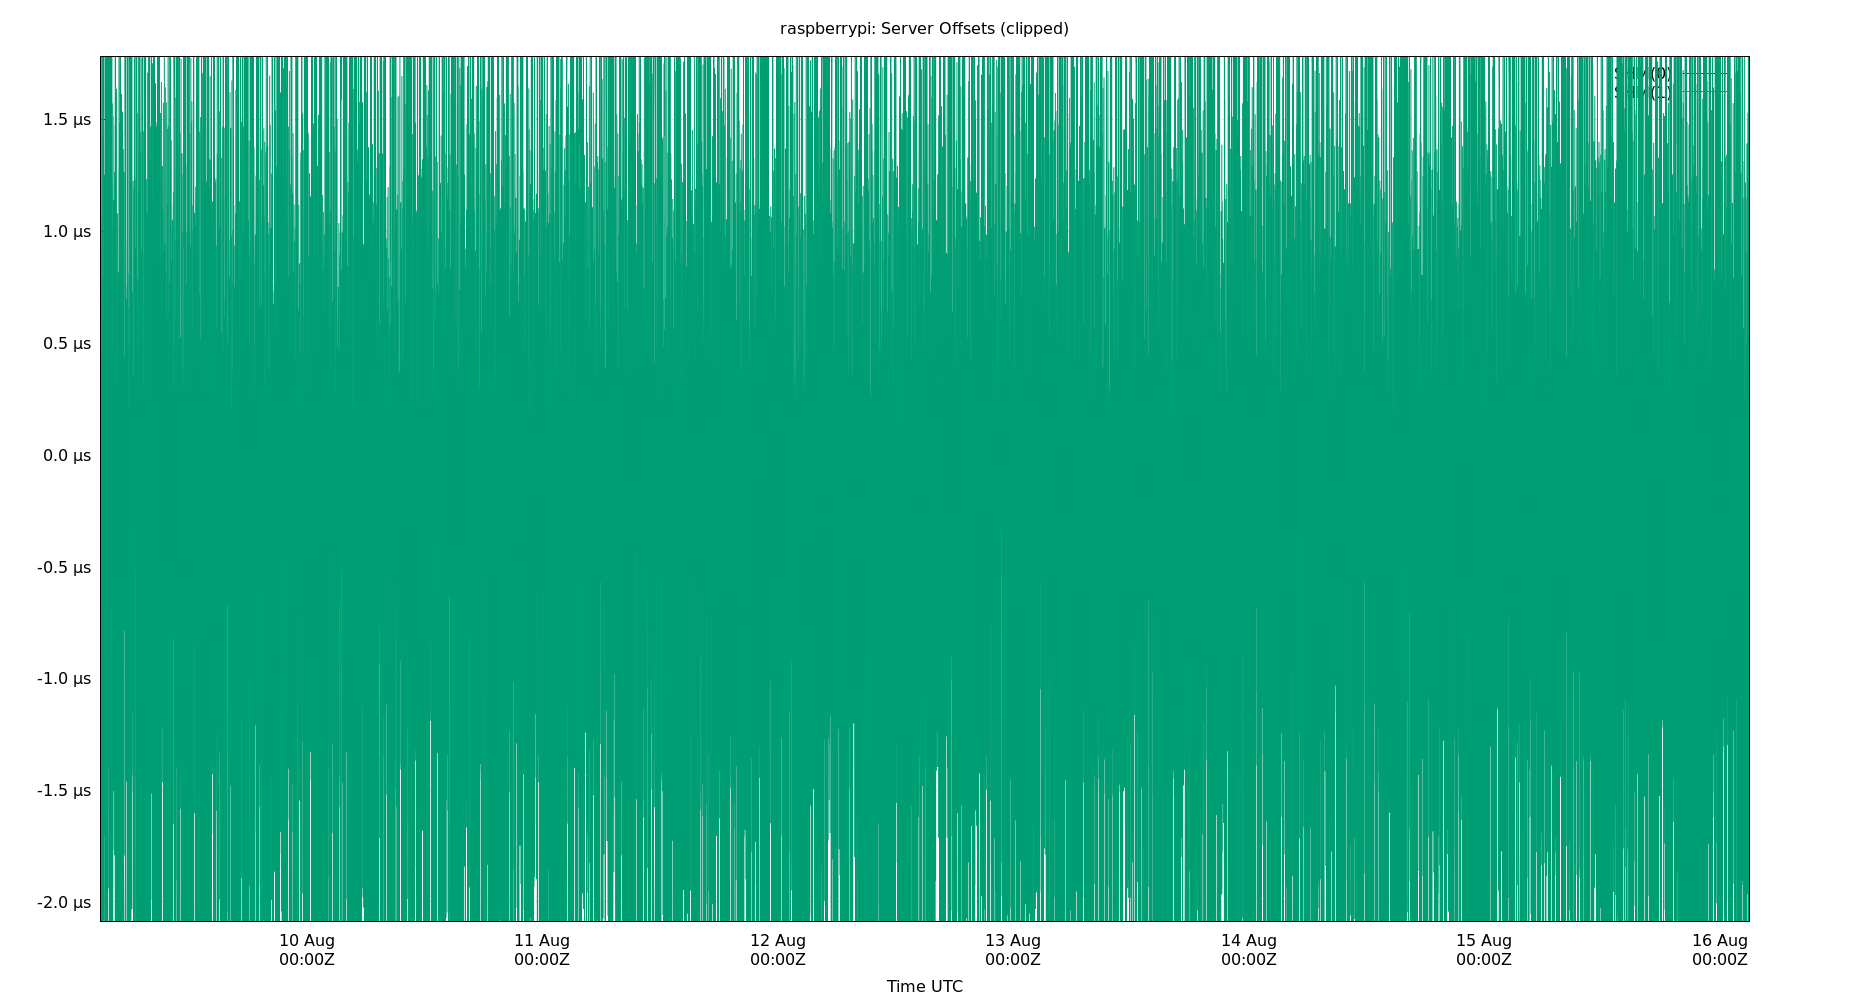 raspberrypi: Server Offsets (clipped)
1.5 µs
1.0 µs
0.5 µs
0.0 µs
-0.5 µs
-1.0 µs
-1.5 µs
-2.0 µs
10 Aug
00:00Z
11 Aug
00:00Z
12 Aug
00:00Z
13 Aug
00:00Z
14 Aug
00:00Z
15 Aug
00:00Z
16 Aug
00:00Z
Time UTC